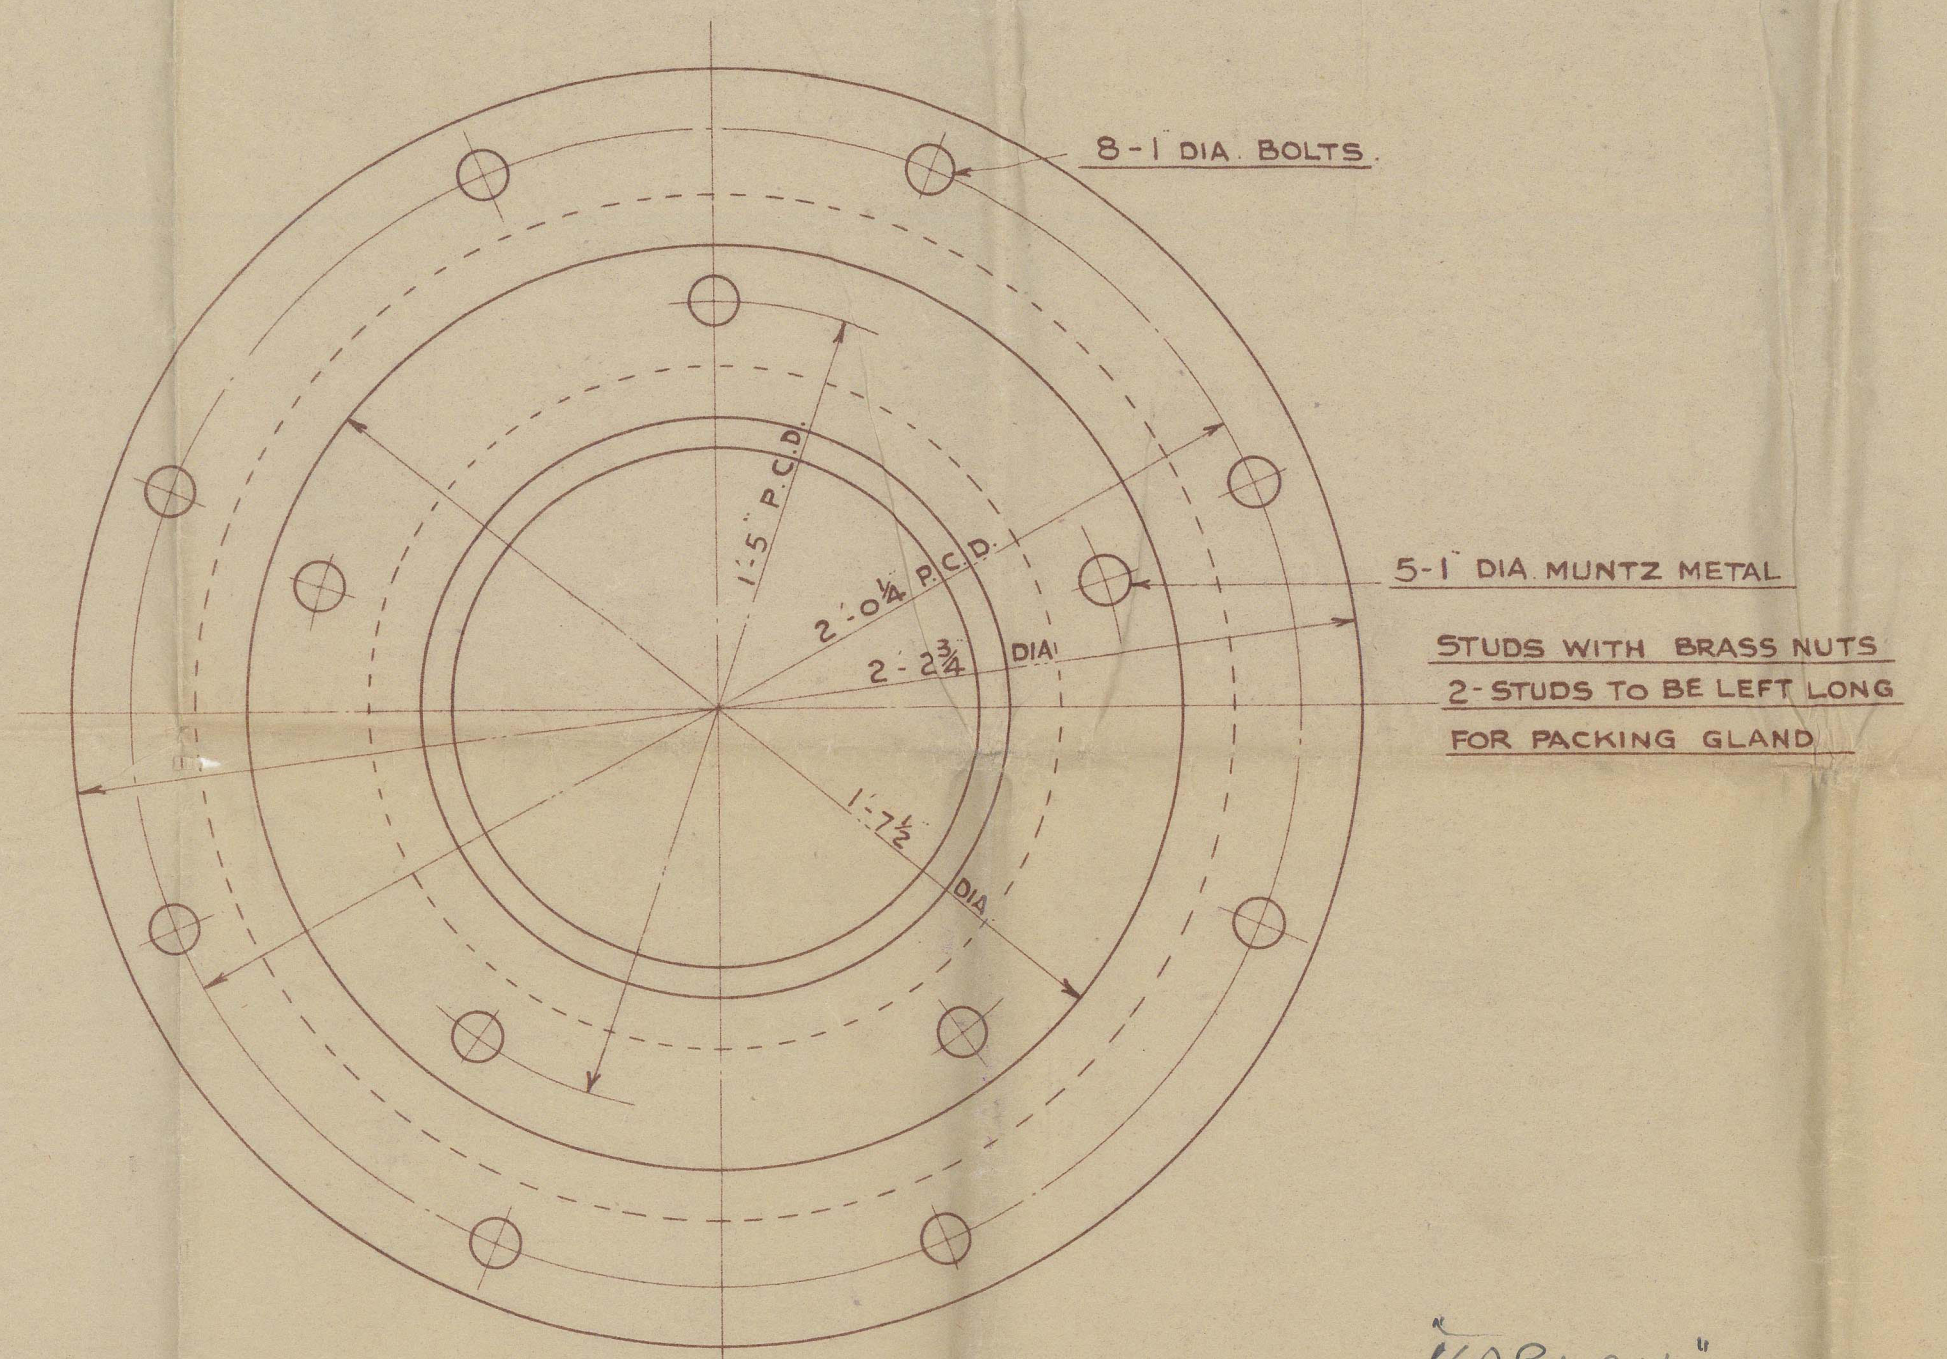 8-1" DIA. BOLTS.
1'-5" P.C.D.
2'-0¼" P.C.D.
2'-2¾" DIA
5-1" DIA. MUNTZ METAL
STUDS WITH BRASS NUTS
2-STUDS TO BE LEFT LONG
FOR PACKING GLAND
1'-7½" DIA